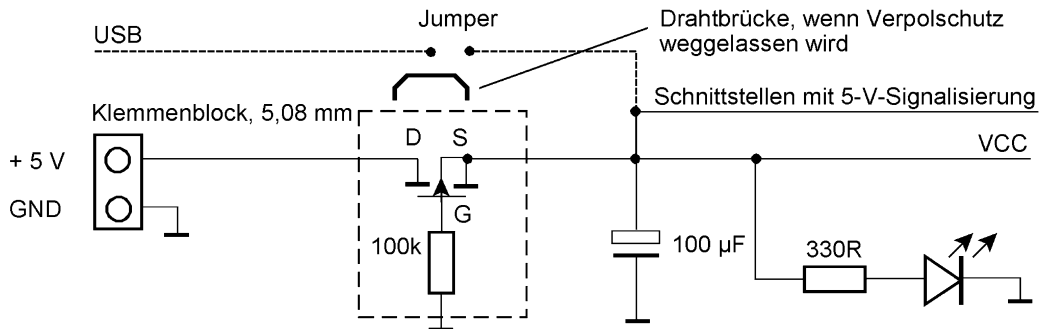 Jumper
Drahtbrücke, wenn Verpolschutz
weggelassen wird
USB
Schnittstellen mit 5-V-Signalisierung
Klemmenblock, 5,08 mm
D
S
VCC
+ 5 V
GND
G
100k
100 µF
330R